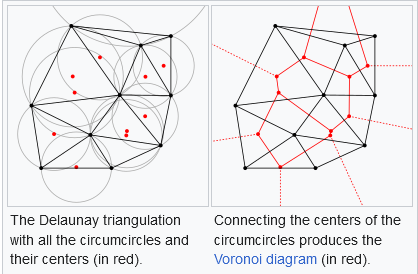 The Delaunay triangulation
with all the circumcircles and
their centers (in red).
Connecting the centers of the
circumcircles produces the
Voronoi diagram (in red).